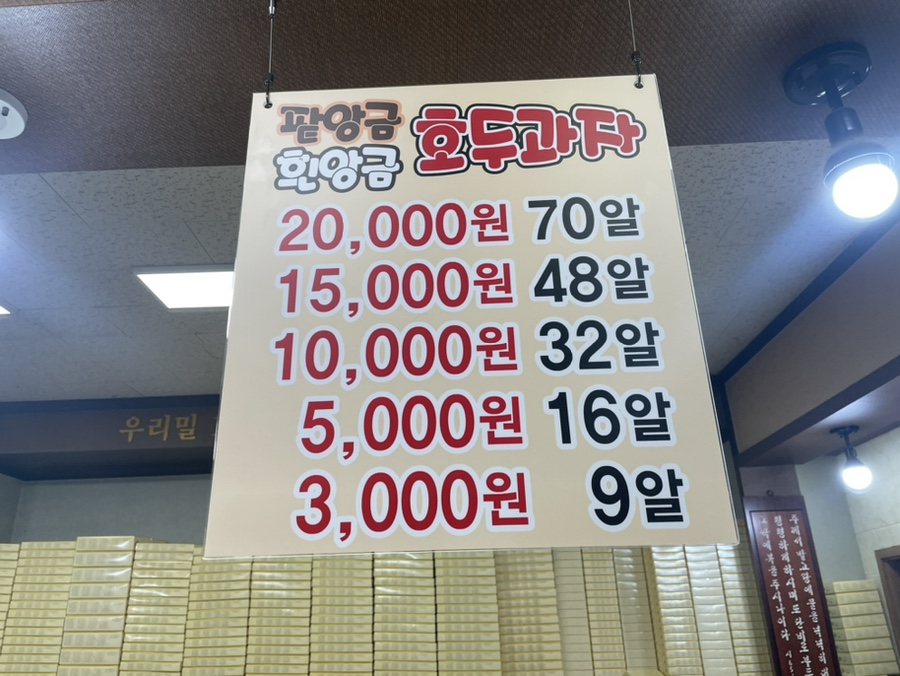 팥앙금
흰앙금
호두과자
20,000원 70알
15,000원 48알
10,000원 32알
5,000원 16알
3,000원 9알
우리밀